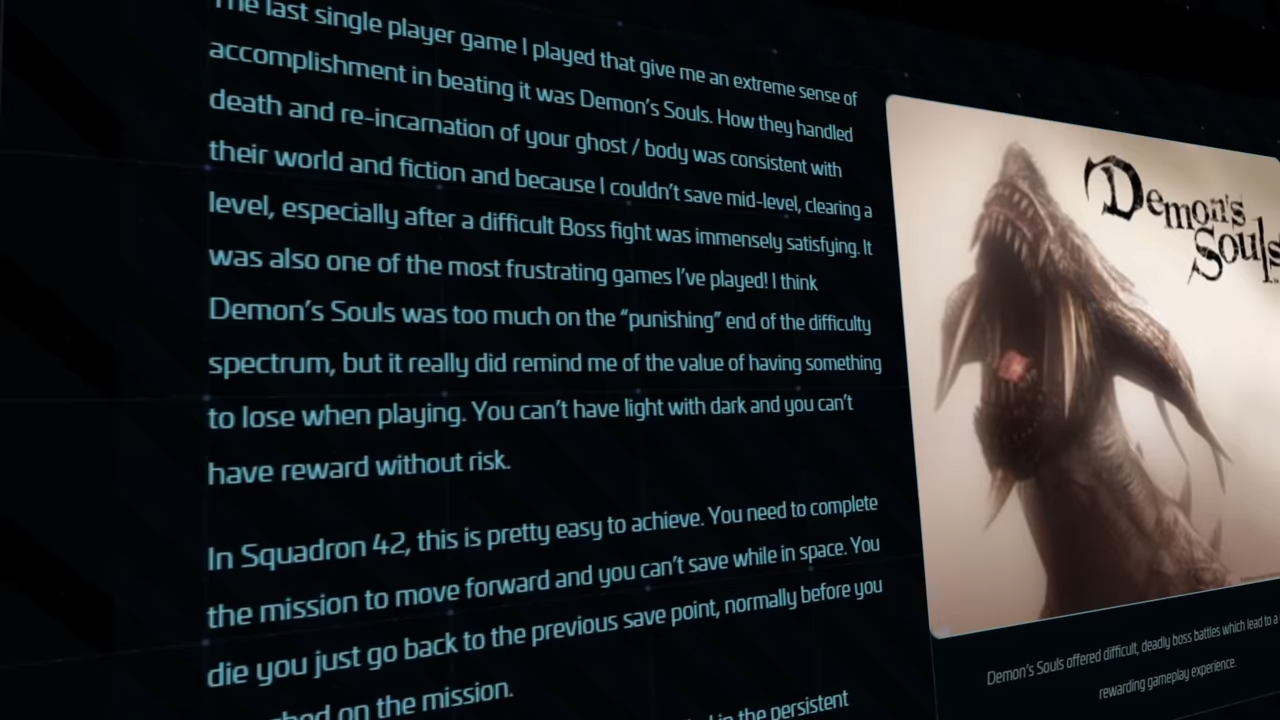 The last single player game I played that give me an extreme sense of
accomplishment in beating it was Demon's Souls. How they handled
death and re-incarnation of your ghost / body was consistent with
their world and fiction and because I couldn't save mid-level, clearing a
level, especially after a difficult Boss fight was immensely satisfying. It
was also one of the most frustrating games I've played! I think
Demon's Souls was too much on the “punishing” end of the difficulty
spectrum, but it really did remind me of the value of having something
to lose when playing. You can't have light with dark and you can't
have reward without risk.
In Squadron 42, this is pretty easy to achieve. You need to complete
the mission to move forward and you can't save while in space. You
die you just go back to the previous save point, normally before you
on the mission.
in the persistent
Demon's
Souls
Demon's Souls offered difficult, deadly boss battles which lead to a
rewarding gameplay experience.